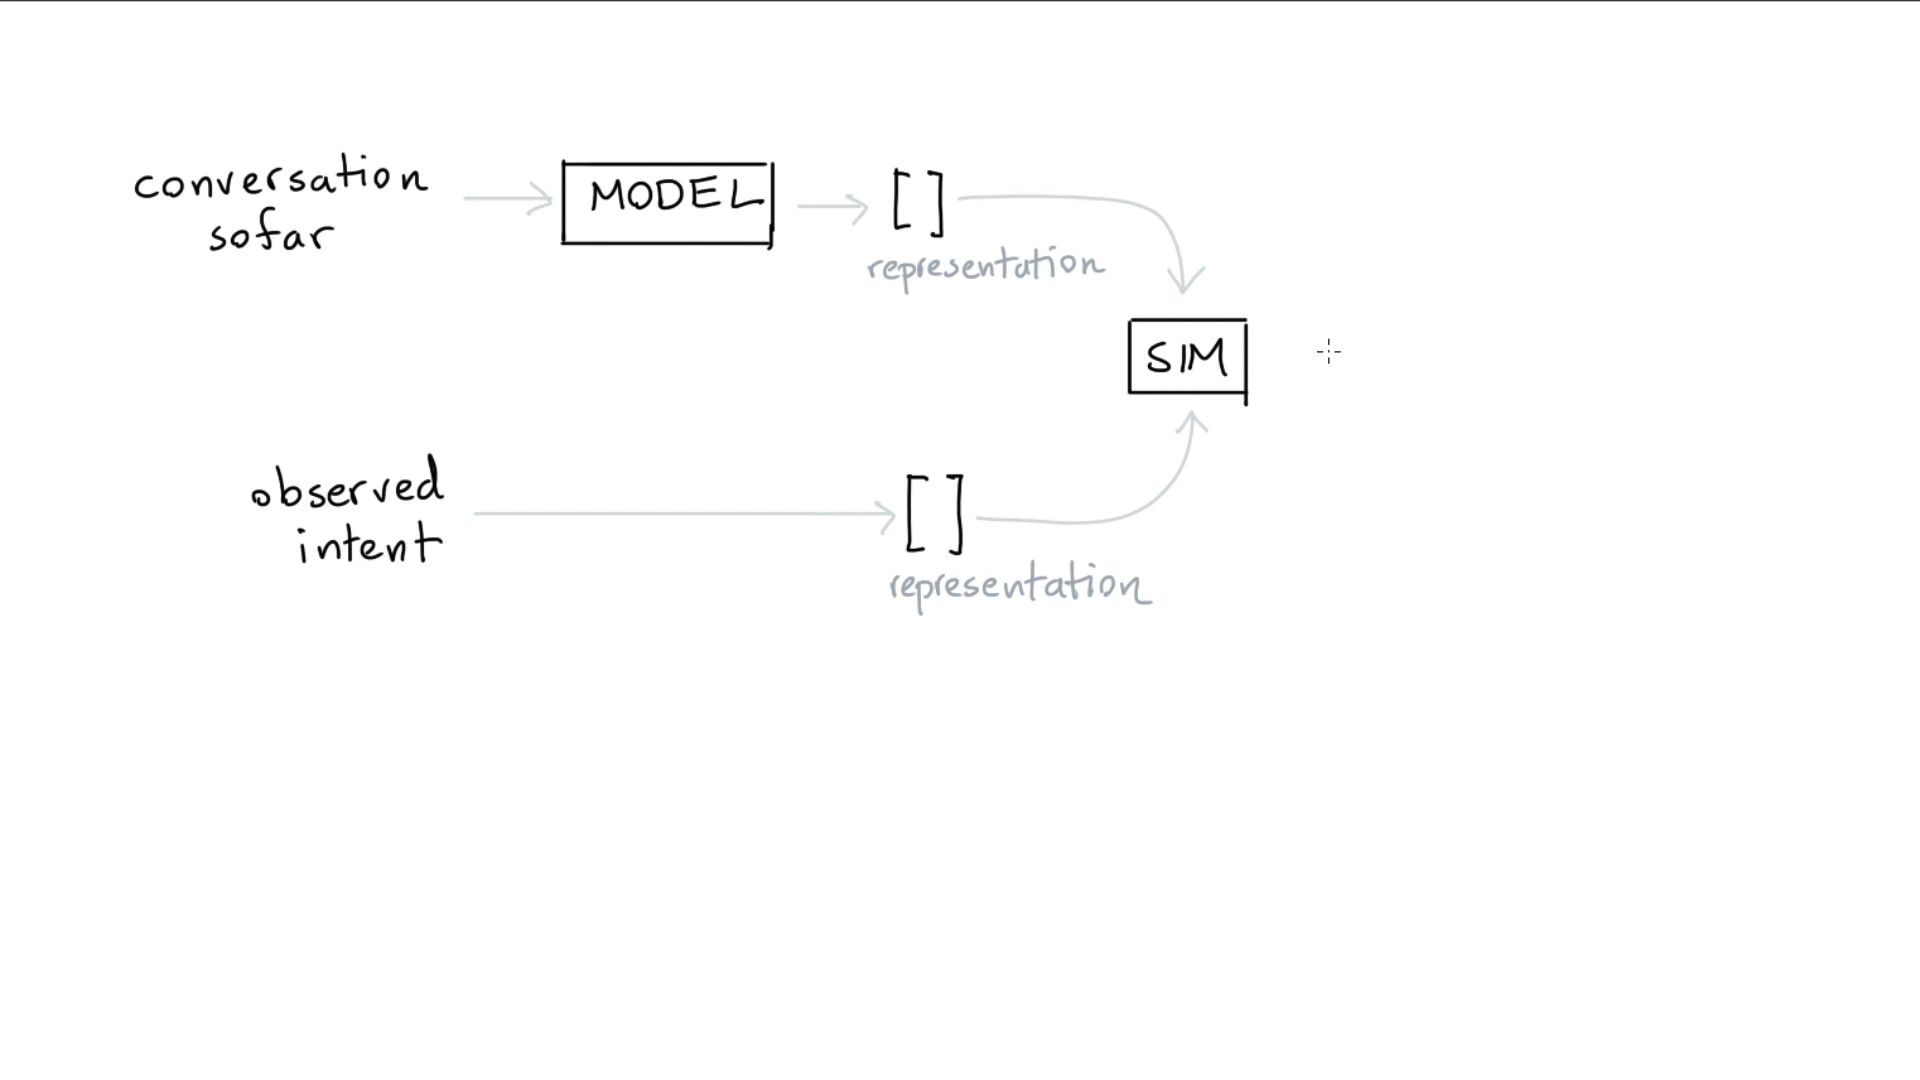 conversation
sofar
MODEL
[ ]
representation
SIM
observed
intent
[ ]
representation